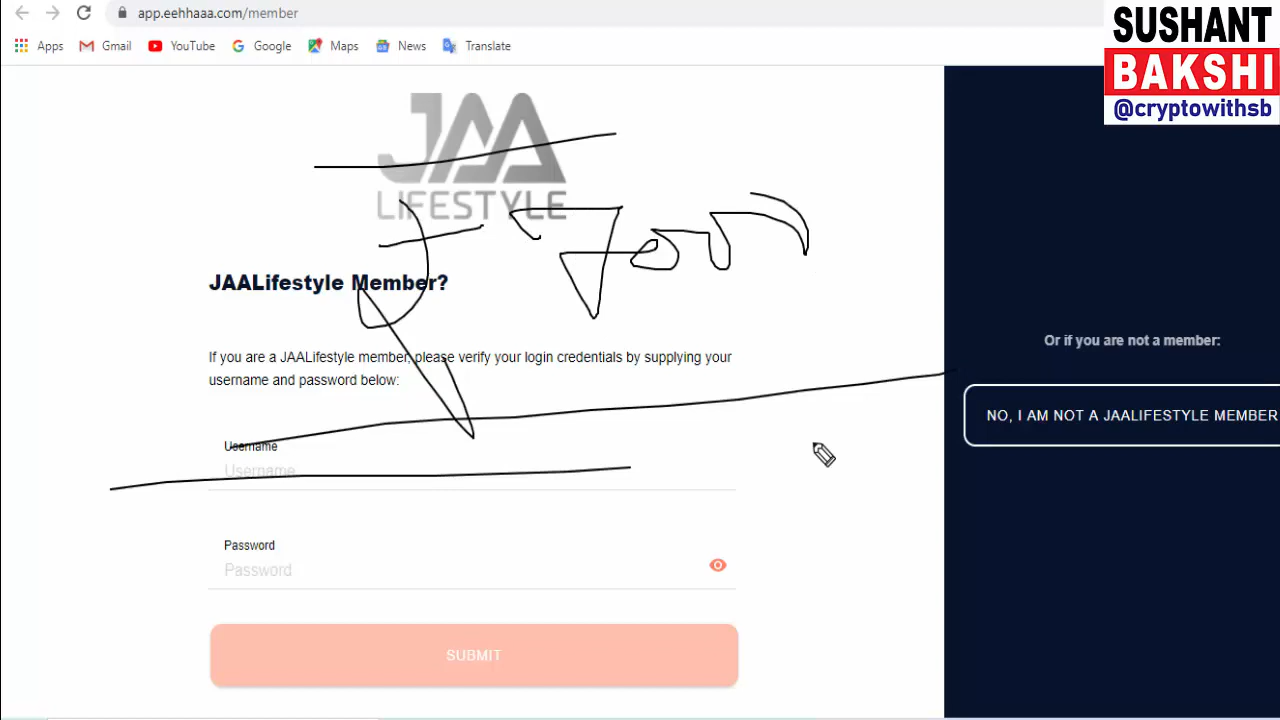 app.eehhaaa.com/member
SUSHANT
BAKSHI
@cryptowithsb
Apps Gmail YouTube Google Maps News Translate
JAA
LIFESTYLE
JAALifestyle Member?
If you are a JAALifestyle member, please verify your login credentials by supplying your
username and password below:
Username
Username
Password
Password
SUBMIT
Or if you are not a member:
NO, I AM NOT A JAALIFESTYLE MEMBER